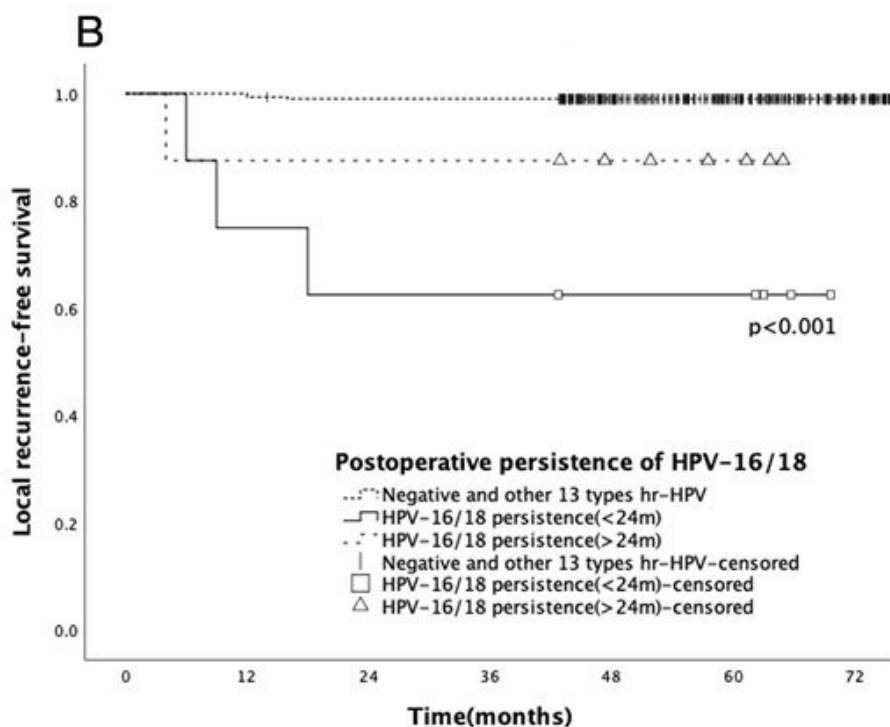 B
Local recurrence-free survival
1.0
0.8
0.6
0.4
0.2
0.0
p<0.001
Postoperative persistence of HPV-16/18
Negative and other 13 types hr-HPV
HPV-16/18 persistence(<24m)
HPV-16/18 persistence(>24m)
Negative and other 13 types hr-HPV-censored
HPV-16/18 persistence(<24m)-censored
HPV-16/18 persistence(>24m)-censored
0 12 24 36 48 60 72
Time(months)